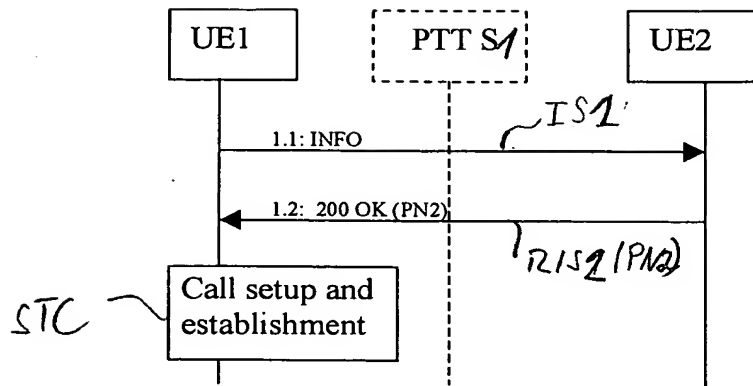 UE1
PTT S1
UE2
IS1
1.1: INFO
1.2: 200 OK (PN2)
RIS1 (PN2)
Call setup and
establishment
STC